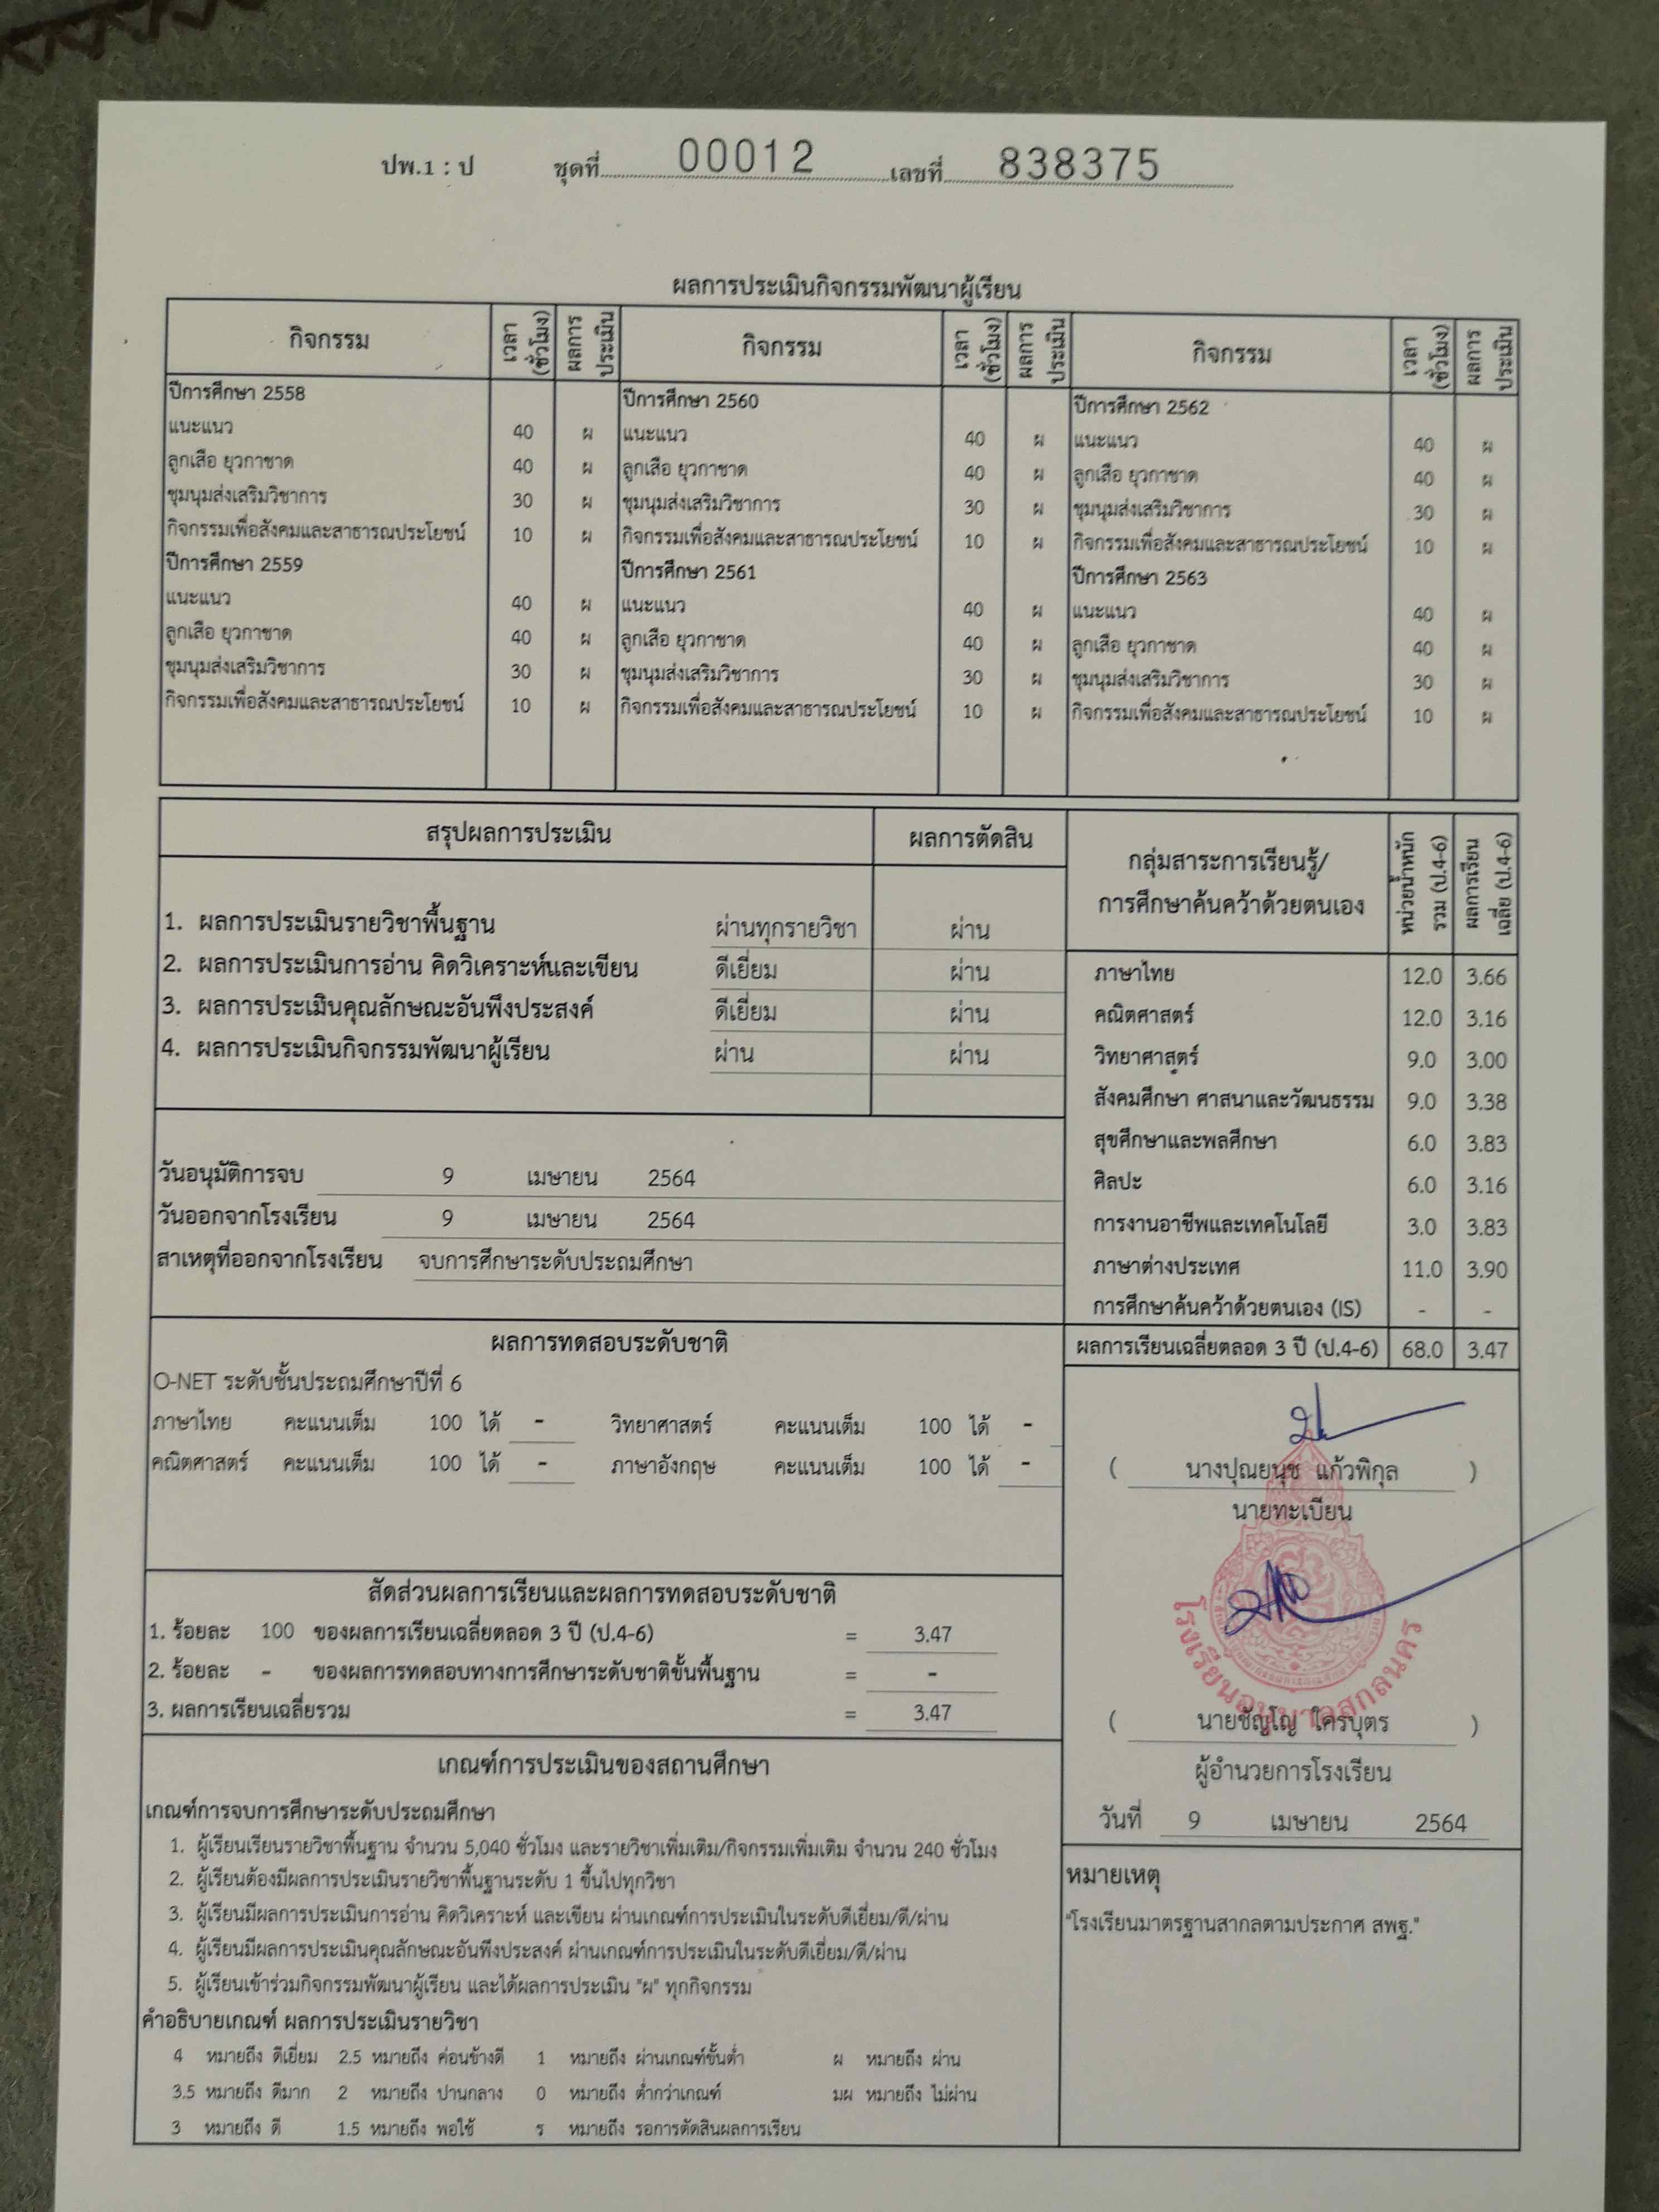 ปพ.1 : ป ชุดที่ 00012 เลขที่ 838375
ผลการประเมินกิจกรรมพัฒนาผู้เรียน
กิจกรรม เวลา (ชั่วโมง) ผลการประเมิน กิจกรรม เวลา (ชั่วโมง) ผลการประเมิน กิจกรรม เวลา (ชั่วโมง) ผลการประเมิน
ปีการศึกษา 2558 ปีการศึกษา 2560 ปีการศึกษา 2562
แนะแนว 40 ผ แนะแนว 40 ผ แนะแนว 40 ผ
ลูกเสือ ยุวกาชาด 40 ผ ลูกเสือ ยุวกาชาด 40 ผ ลูกเสือ ยุวกาชาด 40 ผ
ชุมนุมส่งเสริมวิชาการ 30 ผ ชุมนุมส่งเสริมวิชาการ 30 ผ ชุมนุมส่งเสริมวิชาการ 30 ผ
กิจกรรมเพื่อสังคมและสาธารณประโยชน์ 10 ผ กิจกรรมเพื่อสังคมและสาธารณประโยชน์ 10 ผ กิจกรรมเพื่อสังคมและสาธารณประโยชน์ 10 ผ
ปีการศึกษา 2559 ปีการศึกษา 2561 ปีการศึกษา 2563
แนะแนว 40 ผ แนะแนว 40 ผ แนะแนว 40 ผ
ลูกเสือ ยุวกาชาด 40 ผ ลูกเสือ ยุวกาชาด 40 ผ ลูกเสือ ยุวกาชาด 40 ผ
ชุมนุมส่งเสริมวิชาการ 30 ผ ชุมนุมส่งเสริมวิชาการ 30 ผ ชุมนุมส่งเสริมวิชาการ 30 ผ
กิจกรรมเพื่อสังคมและสาธารณประโยชน์ 10 ผ กิจกรรมเพื่อสังคมและสาธารณประโยชน์ 10 ผ กิจกรรมเพื่อสังคมและสาธารณประโยชน์ 10 ผ
สรุปผลการประเมิน ผลการตัดสิน
1. ผลการประเมินรายวิชาพื้นฐาน ผ่านทุกรายวิชา ผ่าน
2. ผลการประเมินการอ่าน คิดวิเคราะห์และเขียน ดีเยี่ยม ผ่าน
3. ผลการประเมินคุณลักษณะอันพึงประสงค์ ดีเยี่ยม ผ่าน
4. ผลการประเมินกิจกรรมพัฒนาผู้เรียน ผ่าน ผ่าน
วันอนุมัติการจบ 9 เมษายน 2564
วันออกจากโรงเรียน 9 เมษายน 2564
สาเหตุที่ออกจากโรงเรียน จบการศึกษาระดับประถมศึกษา
กลุ่มสาระการเรียนรู้/
การศึกษาค้นคว้าด้วยตนเอง
หน่วยน้ำหนัก
รวม (ป.4-6)
ผลการเรียน
เฉลี่ย (ป.4-6)
ภาษาไทย 12.0 3.66
คณิตศาสตร์ 12.0 3.16
วิทยาศาสตร์ 9.0 3.00
สังคมศึกษา ศาสนาและวัฒนธรรม 9.0 3.38
สุขศึกษาและพลศึกษา 6.0 3.83
ศิลปะ 6.0 3.16
การงานอาชีพและเทคโนโลยี 3.0 3.83
ภาษาต่างประเทศ 11.0 3.90
การศึกษาค้นคว้าด้วยตนเอง (IS) - -
ผลการเรียนเฉลี่ยตลอด 3 ปี (ป.4-6) 68.0 3.47
ผลการทดสอบระดับชาติ
O-NET ระดับชั้นประถมศึกษาปีที่ 6
ภาษาไทย คะแนนเต็ม 100 ได้ - วิทยาศาสตร์ คะแนนเต็ม 100 ได้ -
คณิตศาสตร์ คะแนนเต็ม 100 ได้ - ภาษาอังกฤษ คะแนนเต็ม 100 ได้ -
สัดส่วนผลการเรียนและผลการทดสอบระดับชาติ
1. ร้อยละ 100 ของผลการเรียนเฉลี่ยตลอด 3 ปี (ป.4-6) = 3.47
2. ร้อยละ - ของผลการทดสอบทางการศึกษาระดับชาติขั้นพื้นฐาน = -
3. ผลการเรียนเฉลี่ยรวม = 3.47
เกณฑ์การประเมินของสถานศึกษา
เกณฑ์การจบการศึกษาระดับประถมศึกษา
1. ผู้เรียนเรียนรายวิชาพื้นฐาน จำนวน 5,040 ชั่วโมง และรายวิชาเพิ่มเติม/กิจกรรมเพิ่มเติม จำนวน 240 ชั่วโมง
2. ผู้เรียนต้องมีผลการประเมินรายวิชาพื้นฐานระดับ 1 ขึ้นไปทุกวิชา
3. ผู้เรียนมีผลการประเมินการอ่าน คิดวิเคราะห์ และเขียน ผ่านเกณฑ์การประเมินในระดับดีเยี่ยม/ดี/ผ่าน
4. ผู้เรียนมีผลการประเมินคุณลักษณะอันพึงประสงค์ ผ่านเกณฑ์การประเมินในระดับดีเยี่ยม/ดี/ผ่าน
5. ผู้เรียนเข้าร่วมกิจกรรมพัฒนาผู้เรียน และได้ผลการประเมิน "ผ" ทุกกิจกรรม
คำอธิบายเกณฑ์ ผลการประเมินรายวิชา
4 หมายถึง ดีเยี่ยม 2.5 หมายถึง ค่อนข้างดี 1 หมายถึง ผ่านเกณฑ์ขั้นต่ำ ผ หมายถึง ผ่าน
3.5 หมายถึง ดีมาก 2 หมายถึง ปานกลาง 0 หมายถึง ต่ำกว่าเกณฑ์ มผ หมายถึง ไม่ผ่าน
3 หมายถึง ดี 1.5 หมายถึง พอใช้ ร หมายถึง รอการตัดสินผลการเรียน
( นางปุณยนุช แก้วพิกุล )
นายทะเบียน
โรงเรียนอนุบาลสกลนคร
( นายชัญโญ ใครบุตร )
ผู้อำนวยการโรงเรียน
วันที่ 9 เมษายน 2564
หมายเหตุ
"โรงเรียนมาตรฐานสากลตามประกาศ สพฐ."